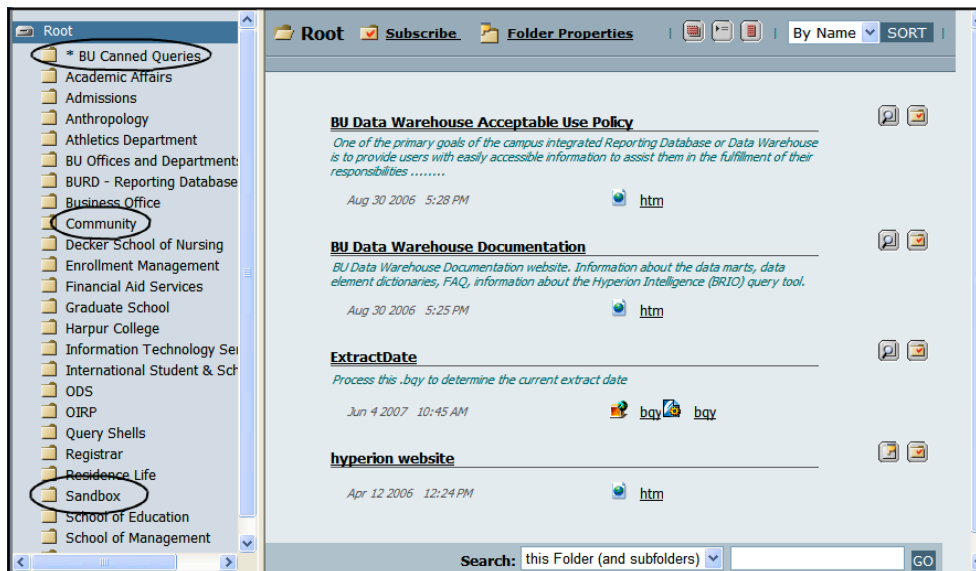 Root
* BU Canned Queries
Academic Affairs
Admissions
Anthropology
Athletics Department
BU Offices and Departments
BURD - Reporting Database
Business Office
Community
Decker School of Nursing
Enrollment Management
Financial Aid Services
Graduate School
Harpur College
Information Technology Ser
International Student & Sch
ODS
OIRP
Query Shells
Registrar
Residence Life
Sandbox
School of Education
School of Management
Root Subscribe Folder Properties By Name SORT
BU Data Warehouse Acceptable Use Policy
One of the primary goals of the campus integrated Reporting Database or Data Warehouse
is to provide users with easily accessible information to assist them in the fulfillment of their
responsibilities ........
Aug 30 2006 5:28 PM htm
BU Data Warehouse Documentation
BU Data Warehouse Documentation website. Information about the data marts, data
element dictionaries, FAQ, information about the Hyperion Intelligence (BRIO) query tool.
Aug 30 2006 5:25 PM htm
ExtractDate
Process this .bqy to determine the current extract date
Jun 4 2007 10:45 AM bqy bqy
hyperion website
Apr 12 2006 12:24 PM htm
Search: this Folder (and subfolders) GO